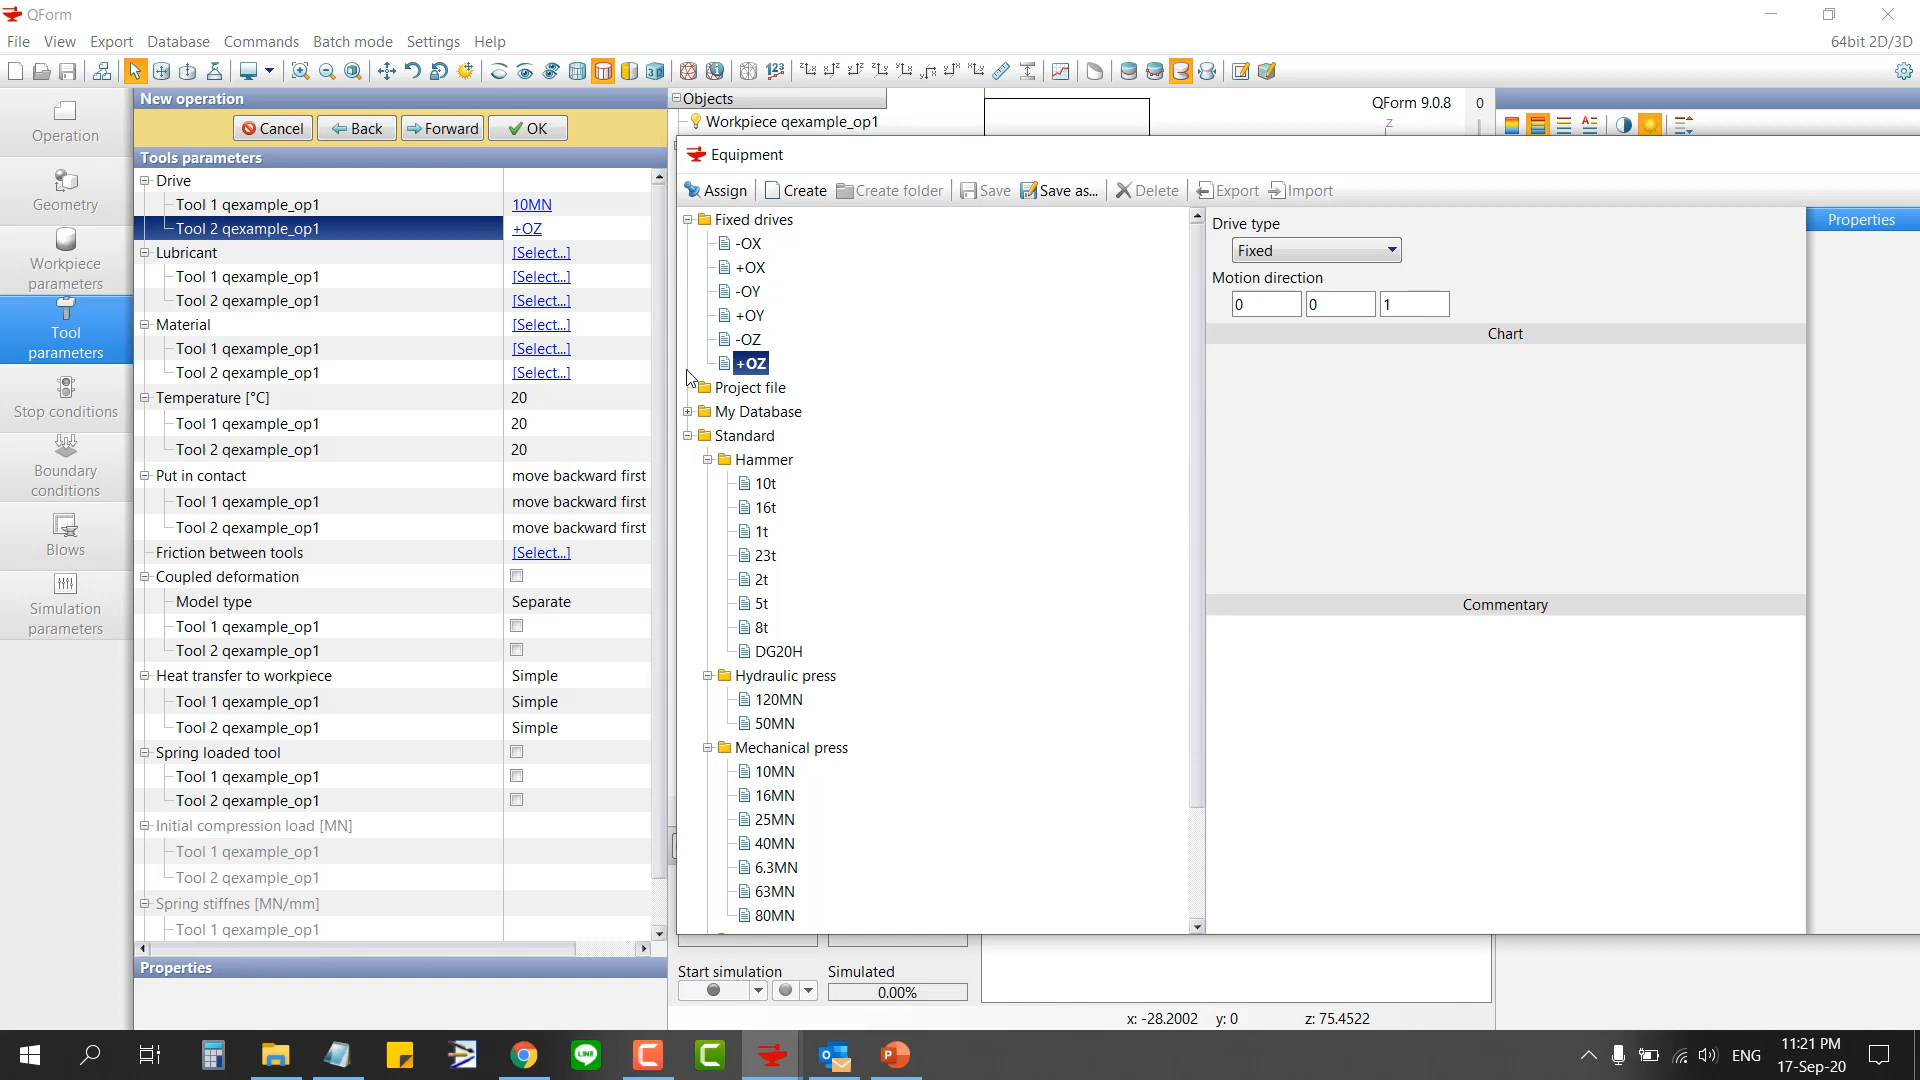 QForm
File View Export Database Commands Batch mode Settings Help 64bit 2D/3D
New operation
Cancel Back Forward OK
Tools parameters
Drive
Tool 1 qexample_op1 10MN
Tool 2 qexample_op1 +OZ
Lubricant [Select...]
Tool 1 qexample_op1 [Select...]
Tool 2 qexample_op1 [Select...]
Material [Select...]
Tool 1 qexample_op1 [Select...]
Tool 2 qexample_op1 [Select...]
Temperature [°C] 20
Tool 1 qexample_op1 20
Tool 2 qexample_op1 20
Put in contact move backward first
Tool 1 qexample_op1 move backward first
Tool 2 qexample_op1 move backward first
Friction between tools [Select...]
Coupled deformation
Model type Separate
Tool 1 qexample_op1
Tool 2 qexample_op1
Heat transfer to workpiece Simple
Tool 1 qexample_op1 Simple
Tool 2 qexample_op1 Simple
Spring loaded tool
Tool 1 qexample_op1
Tool 2 qexample_op1
Initial compression load [MN]
Tool 1 qexample_op1
Tool 2 qexample_op1
Spring stiffnes [MN/mm]
Tool 1 qexample_op1
Properties
Operation
Geometry
Workpiece
parameters
Tool
parameters
Stop conditions
Boundary
conditions
Blows
Simulation
parameters
Objects
Workpiece qexample_op1
QForm 9.0.8
0
z
Equipment
Assign Create Create folder Save Save as... Delete Export Import
Fixed drives
-OX
+OX
-OY
+OY
-OZ
+OZ
Project file
My Database
Standard
Hammer
10t
16t
1t
23t
2t
5t
8t
DG20H
Hydraulic press
120MN
50MN
Mechanical press
10MN
16MN
25MN
40MN
6.3MN
63MN
80MN
Drive type
Fixed
Motion direction
0 0 1
Chart
Commentary
Properties
Start simulation Simulated
0.00%
x: -28.2002 y: 0 z: 75.4522
ENG
11:21 PM
17-Sep-20